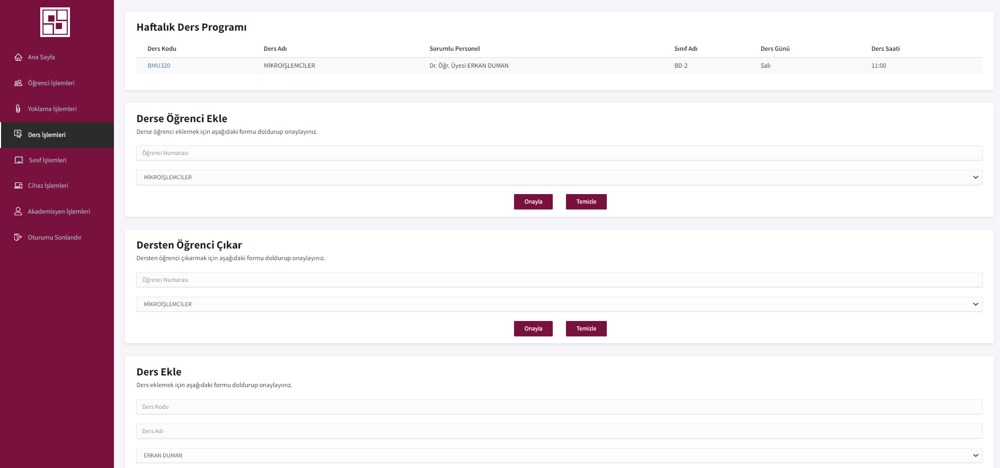 Ana Sayfa
Öğrenci İşlemleri
Yoklama İşlemleri
Ders İşlemleri
Sınıf İşlemleri
Cihaz İşlemleri
Akademisyen İşlemleri
Oturumu Sonlandır
Haftalık Ders Programı
Ders Kodu Ders Adı Sorumlu Personel Sınıf Adı Ders Günü Ders Saati
BMU320 MİKROİŞLEMCİLER Dr. Öğr. Üyesi ERKAN DUMAN BD-2 Salı 11:00
Derse Öğrenci Ekle
Derse öğrenci eklemek için aşağıdaki formu doldurup onaylayınız.
Öğrenci Numarası
MİKROİŞLEMCİLER
Onayla Temizle
Dersten Öğrenci Çıkar
Dersten öğrenci çıkarmak için aşağıdaki formu doldurup onaylayınız.
Öğrenci Numarası
MİKROİŞLEMCİLER
Onayla Temizle
Ders Ekle
Ders eklemek için aşağıdaki formu doldurup onaylayınız.
Ders Kodu
Ders Adı
ERKAN DUMAN